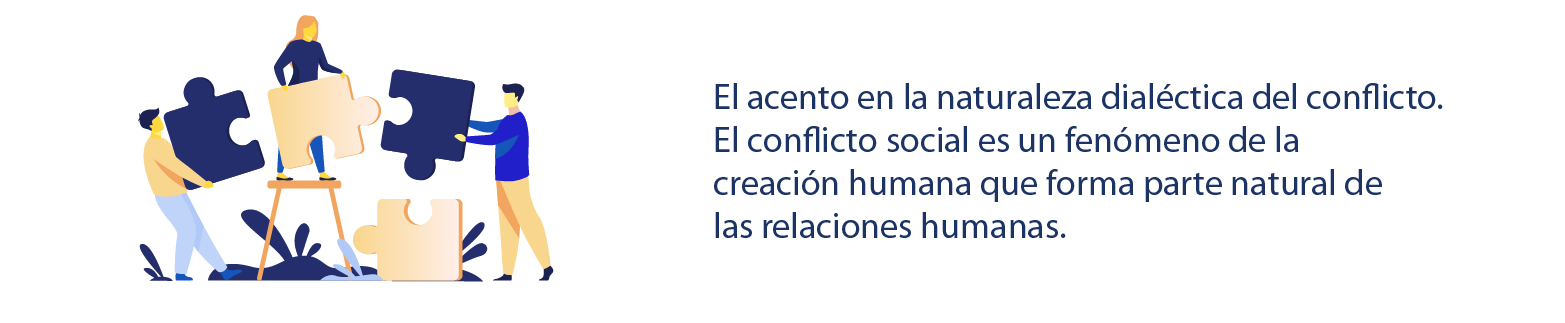 El acento en la naturaleza dialéctica del conflicto.
El conflicto social es un fenómeno de la
creación humana que forma parte natural de
las relaciones humanas.